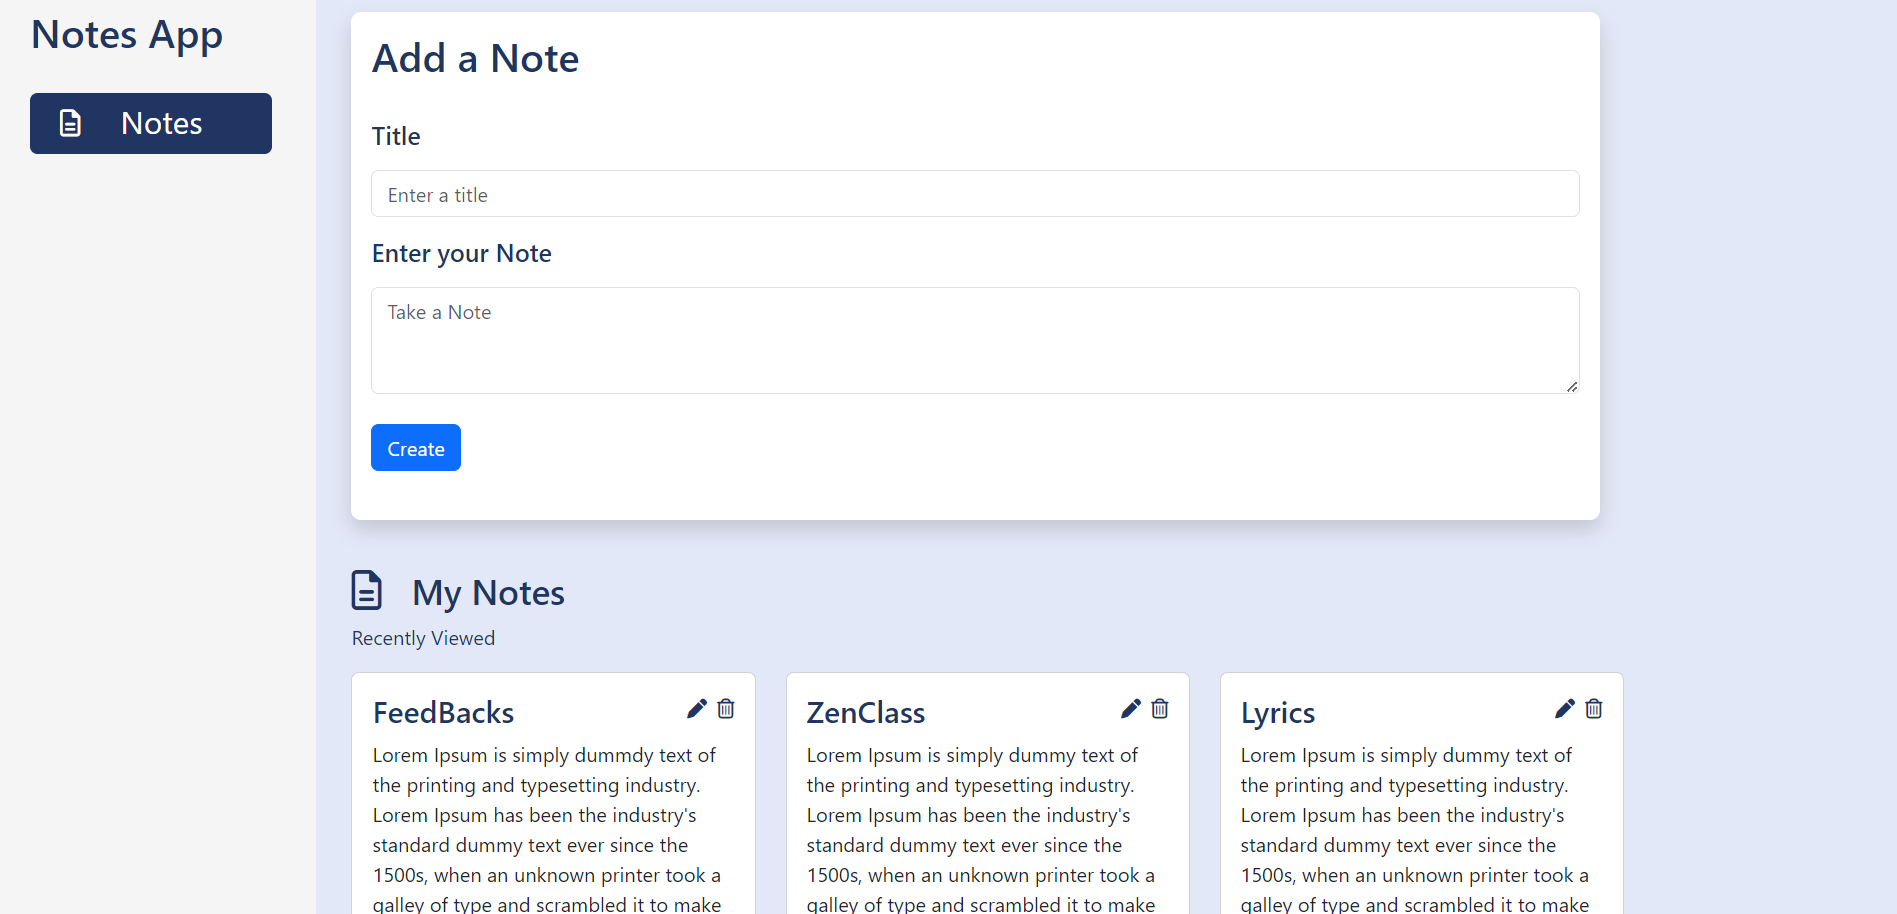 Notes App
Notes
Add a Note
Title
Enter a title
Enter your Note
Take a Note
Create
My Notes
Recently Viewed
FeedBacks
Lorem Ipsum is simply dummdy text of
the printing and typesetting industry.
Lorem Ipsum has been the industry's
standard dummy text ever since the
1500s, when an unknown printer took a
galley of type and scrambled it to make
ZenClass
Lorem Ipsum is simply dummy text of
the printing and typesetting industry.
Lorem Ipsum has been the industry's
standard dummy text ever since the
1500s, when an unknown printer took a
galley of type and scrambled it to make
Lyrics
Lorem Ipsum is simply dummy text of
the printing and typesetting industry.
Lorem Ipsum has been the industry's
standard dummy text ever since the
1500s, when an unknown printer took a
galley of type and scrambled it to make